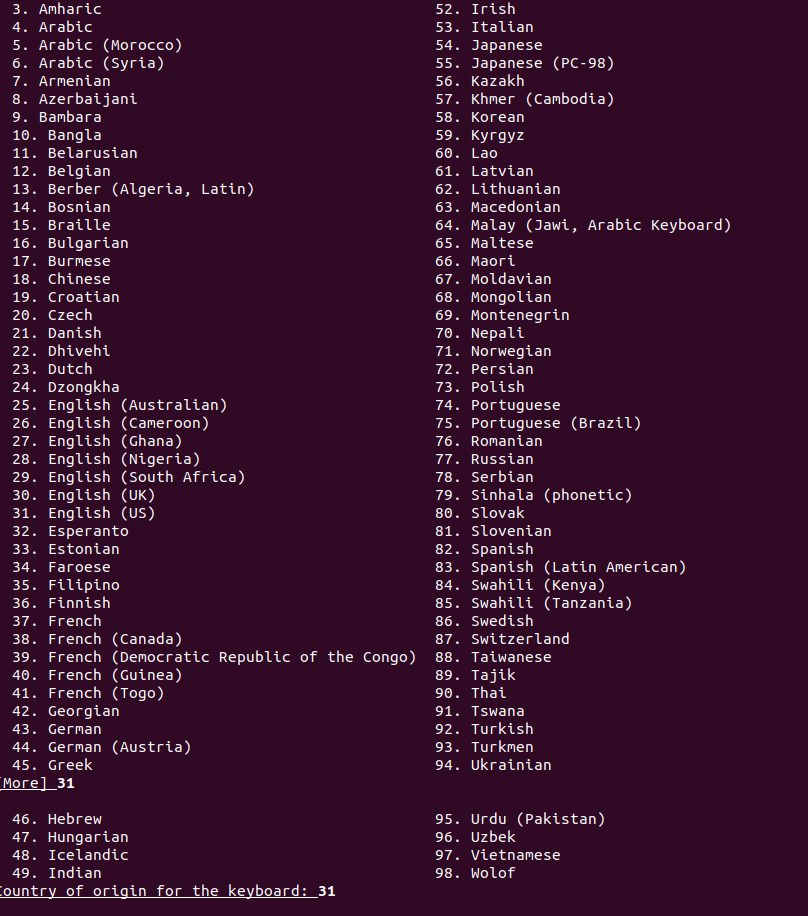 3. Amharic 52. Irish
4. Arabic 53. Italian
5. Arabic (Morocco) 54. Japanese
6. Arabic (Syria) 55. Japanese (PC-98)
7. Armenian 56. Kazakh
8. Azerbaijani 57. Khmer (Cambodia)
9. Bambara 58. Korean
10. Bangla 59. Kyrgyz
11. Belarusian 60. Lao
12. Belgian 61. Latvian
13. Berber (Algeria, Latin) 62. Lithuanian
14. Bosnian 63. Macedonian
15. Braille 64. Malay (Jawi, Arabic Keyboard)
16. Bulgarian 65. Maltese
17. Burmese 66. Maori
18. Chinese 67. Moldavian
19. Croatian 68. Mongolian
20. Czech 69. Montenegrin
21. Danish 70. Nepali
22. Dhivehi 71. Norwegian
23. Dutch 72. Persian
24. Dzongkha 73. Polish
25. English (Australian) 74. Portuguese
26. English (Cameroon) 75. Portuguese (Brazil)
27. English (Ghana) 76. Romanian
28. English (Nigeria) 77. Russian
29. English (South Africa) 78. Serbian
30. English (UK) 79. Sinhala (phonetic)
31. English (US) 80. Slovak
32. Esperanto 81. Slovenian
33. Estonian 82. Spanish
34. Faroese 83. Spanish (Latin American)
35. Filipino 84. Swahili (Kenya)
36. Finnish 85. Swahili (Tanzania)
37. French 86. Swedish
38. French (Canada) 87. Switzerland
39. French (Democratic Republic of the Congo) 88. Taiwanese
40. French (Guinea) 89. Tajik
41. French (Togo) 90. Thai
42. Georgian 91. Tswana
43. German 92. Turkish
44. German (Austria) 93. Turkmen
45. Greek 94. Ukrainian
[More] 31
46. Hebrew 95. Urdu (Pakistan)
47. Hungarian 96. Uzbek
48. Icelandic 97. Vietnamese
49. Indian 98. Wolof
Country of origin for the keyboard: 31